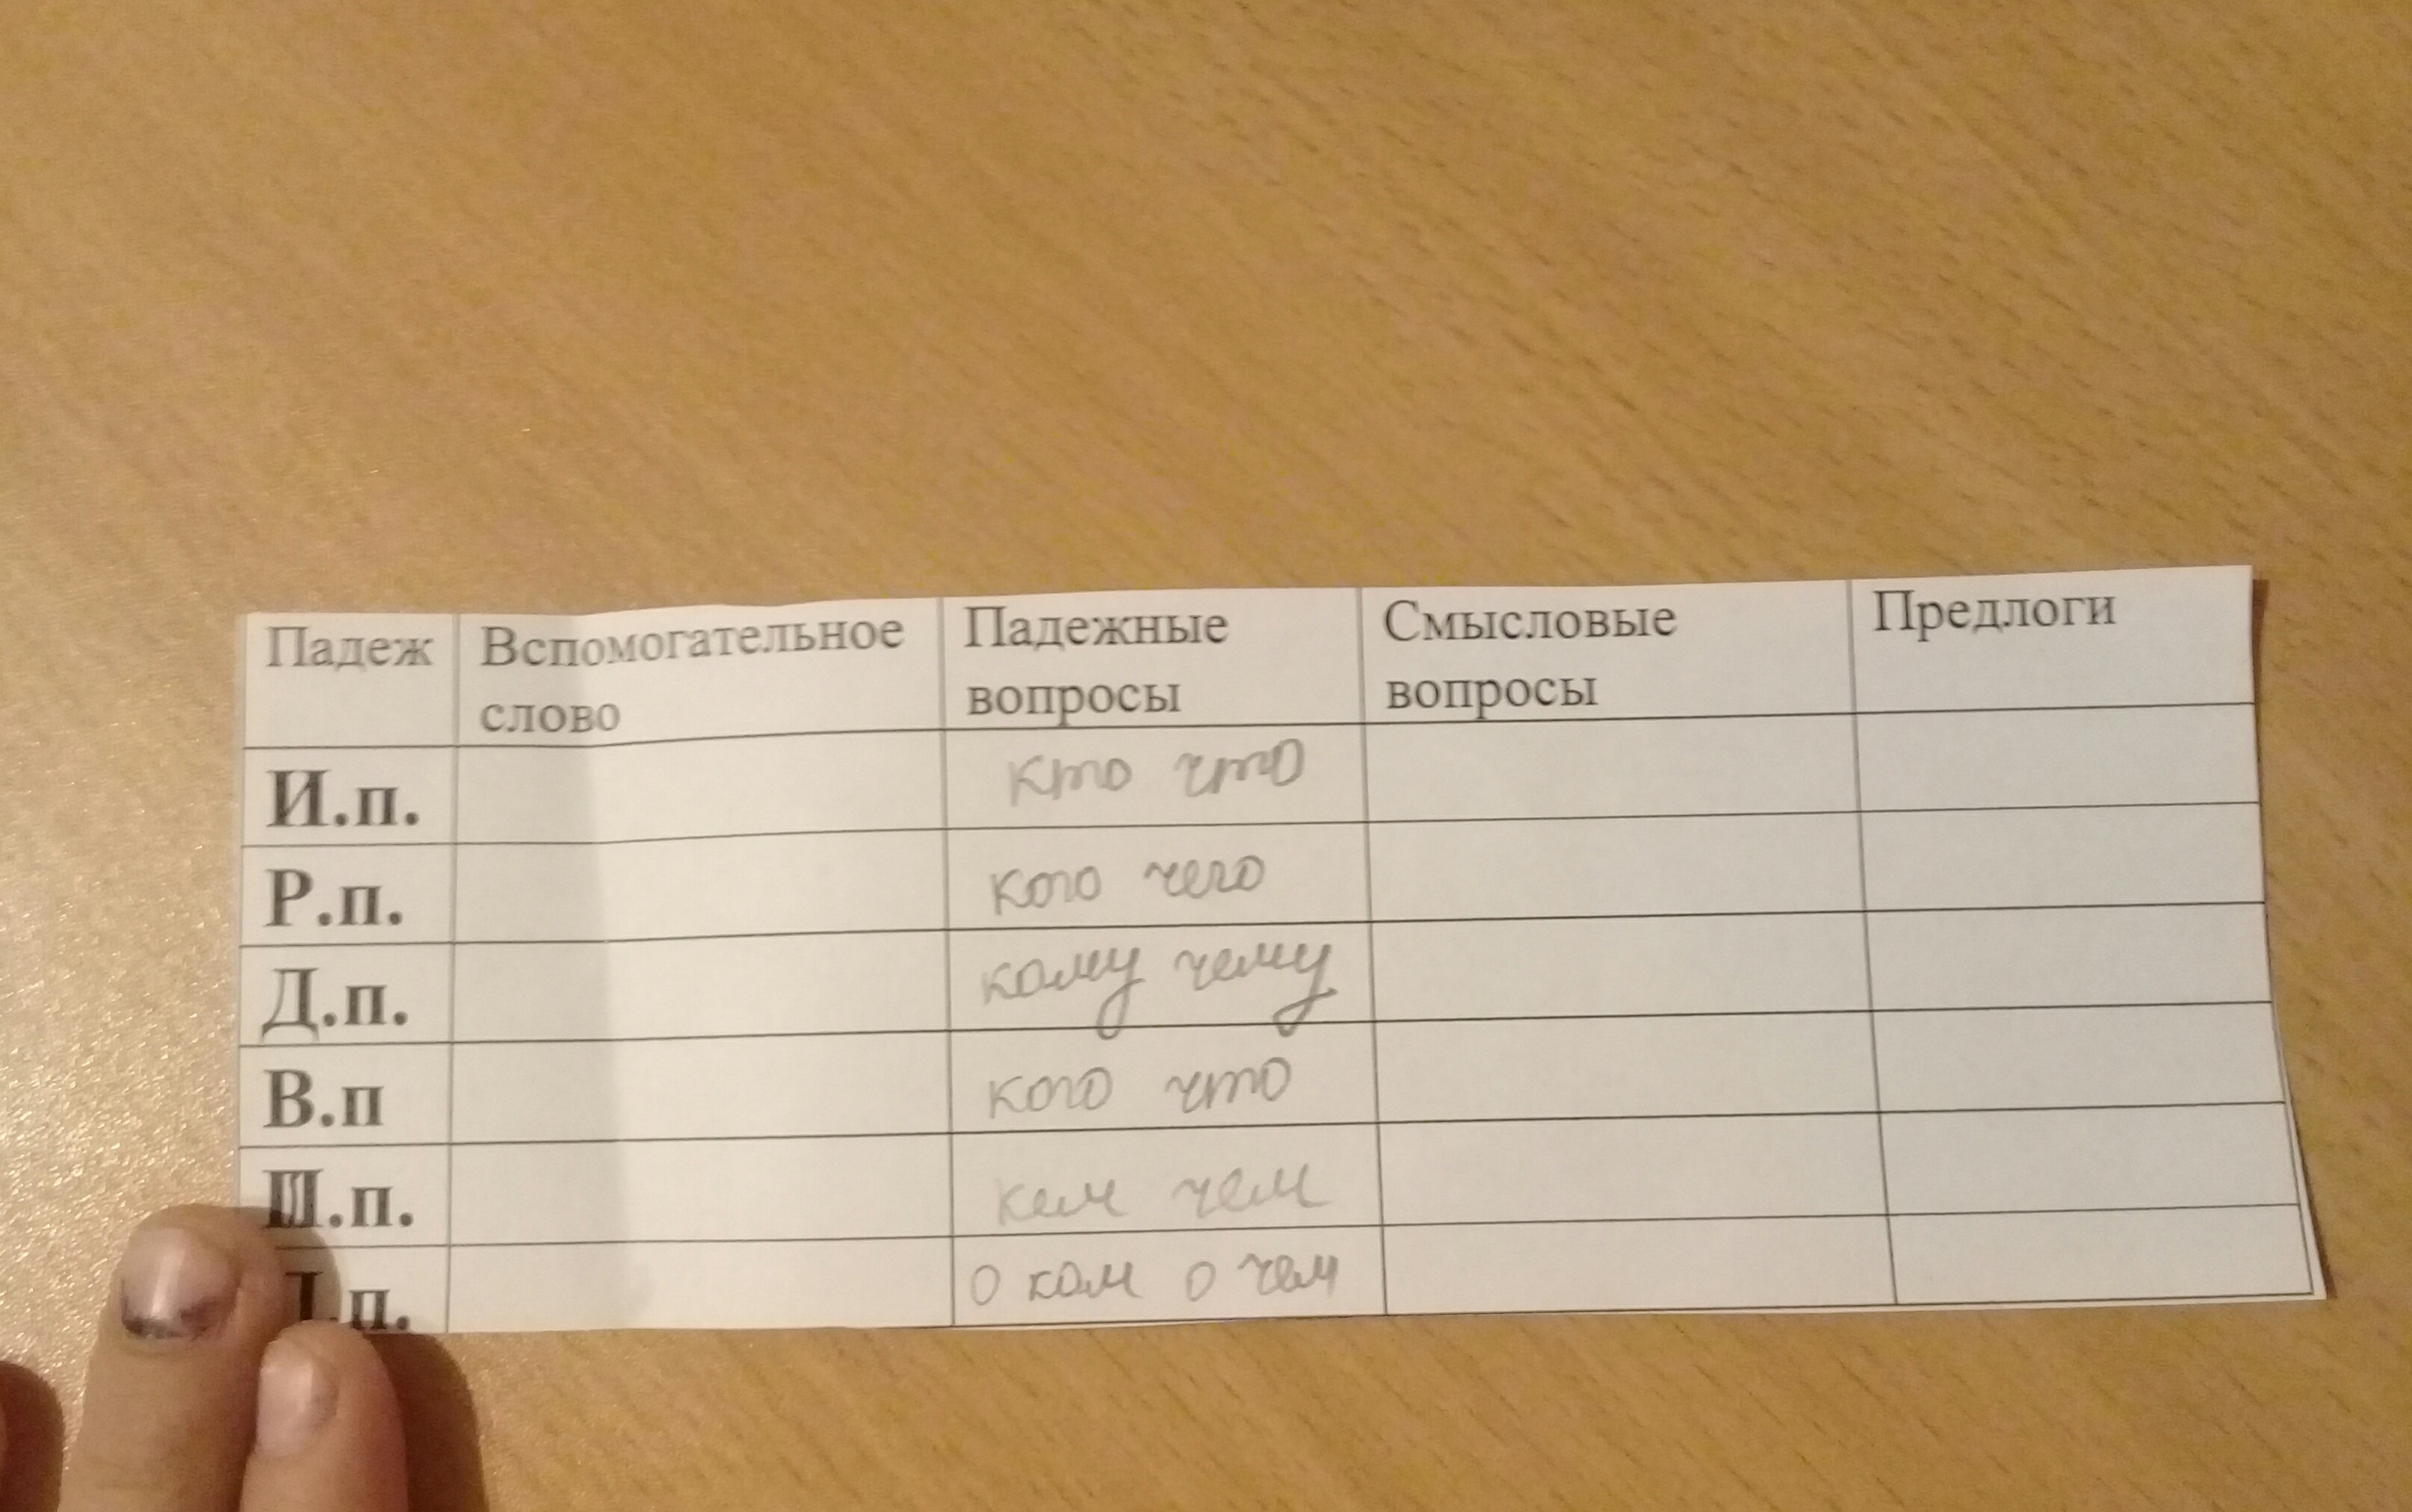 Падеж Вспомогательное слово Падежные вопросы Смысловые вопросы Предлоги
И.п. кто что
Р.п. кого чего
Д.п. кому чему
В.п кого что
п. кем чем
п. о ком о чем